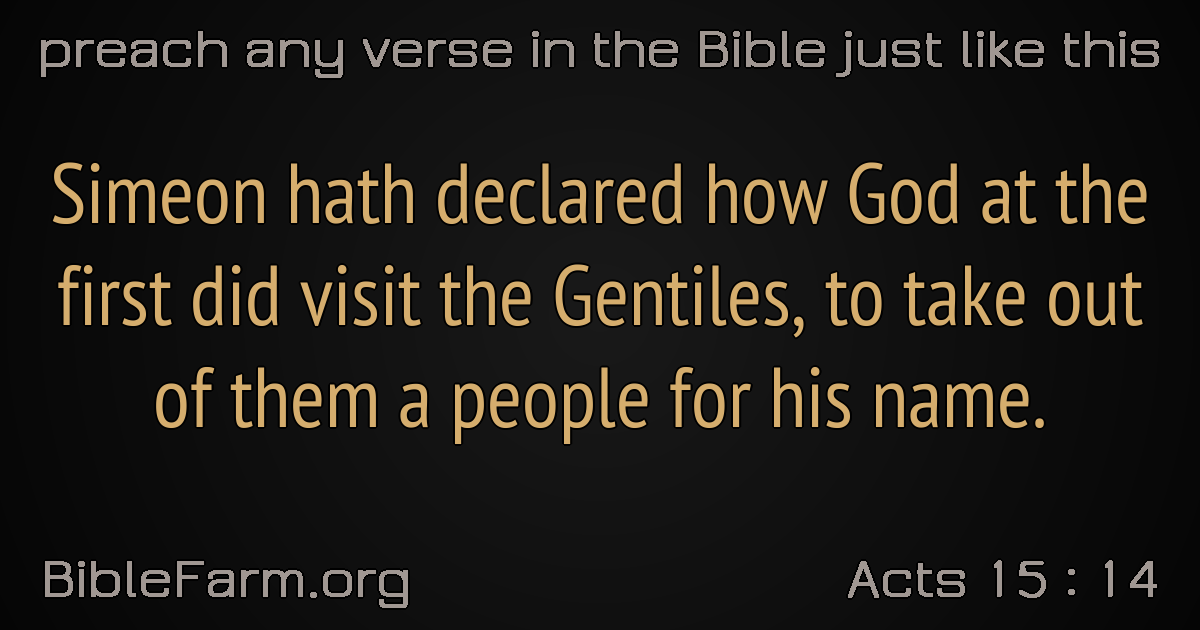 preach any verse in the Bible just like this
Simeon hath declared how God at the
first did visit the Gentiles, to take out
of them a people for his name.
BibleFarm.org
Acts 15 : 14